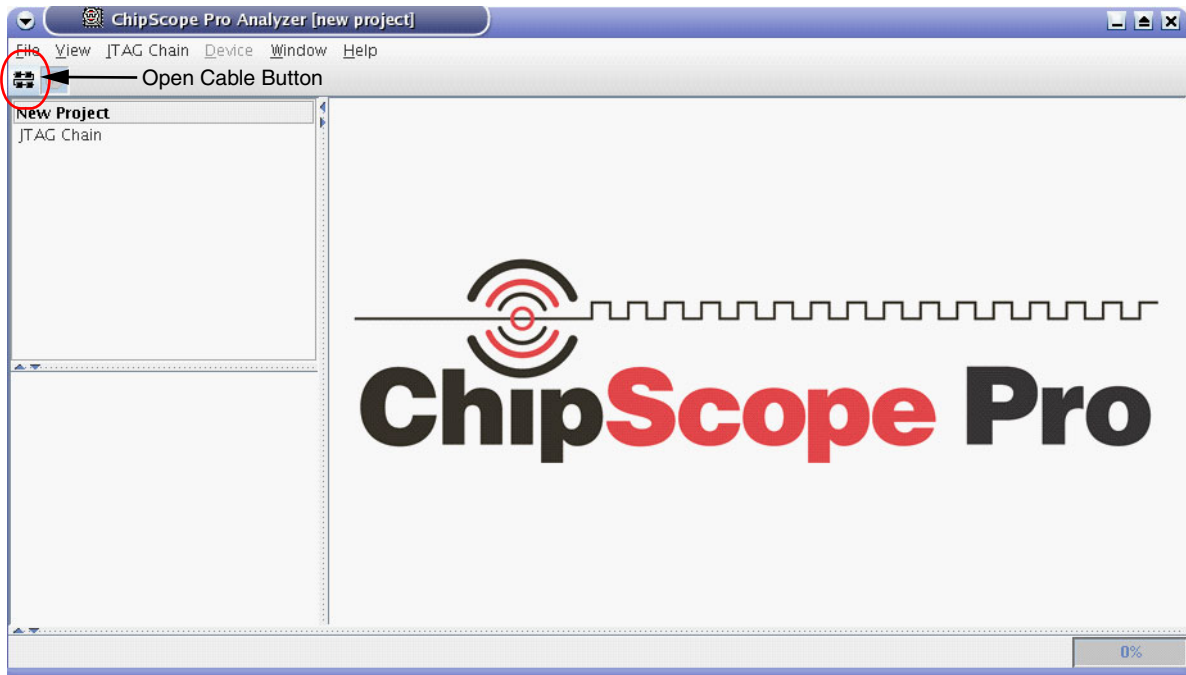 ChipScope Pro Analyzer [new project]
File View JTAG Chain Device Window Help
Open Cable Button
New Project
JTAG Chain
ChipScope Pro
0%